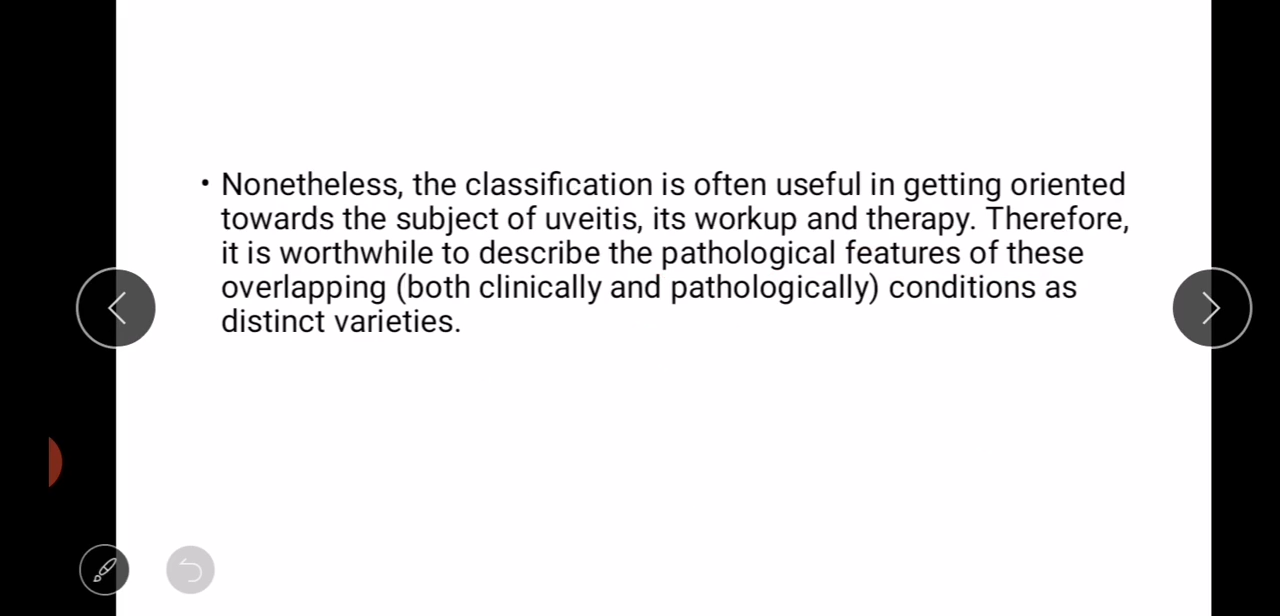 • Nonetheless, the classification is often useful in getting oriented
towards the subject of uveitis, its workup and therapy. Therefore,
it is worthwhile to describe the pathological features of these
overlapping (both clinically and pathologically) conditions as
distinct varieties.